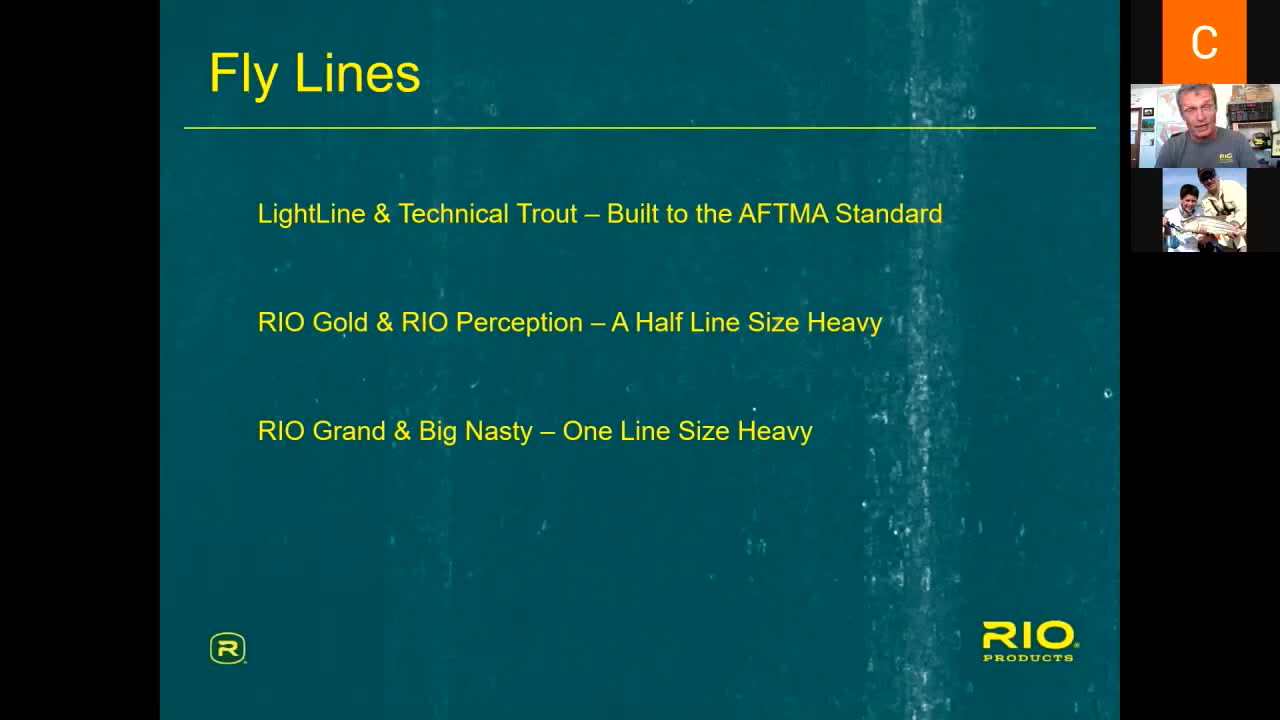 Fly Lines
LightLine & Technical Trout – Built to the AFTMA Standard
RIO Gold & RIO Perception – A Half Line Size Heavy
RIO Grand & Big Nasty – One Line Size Heavy
R
RIO
PRODUCTS
C
RIO